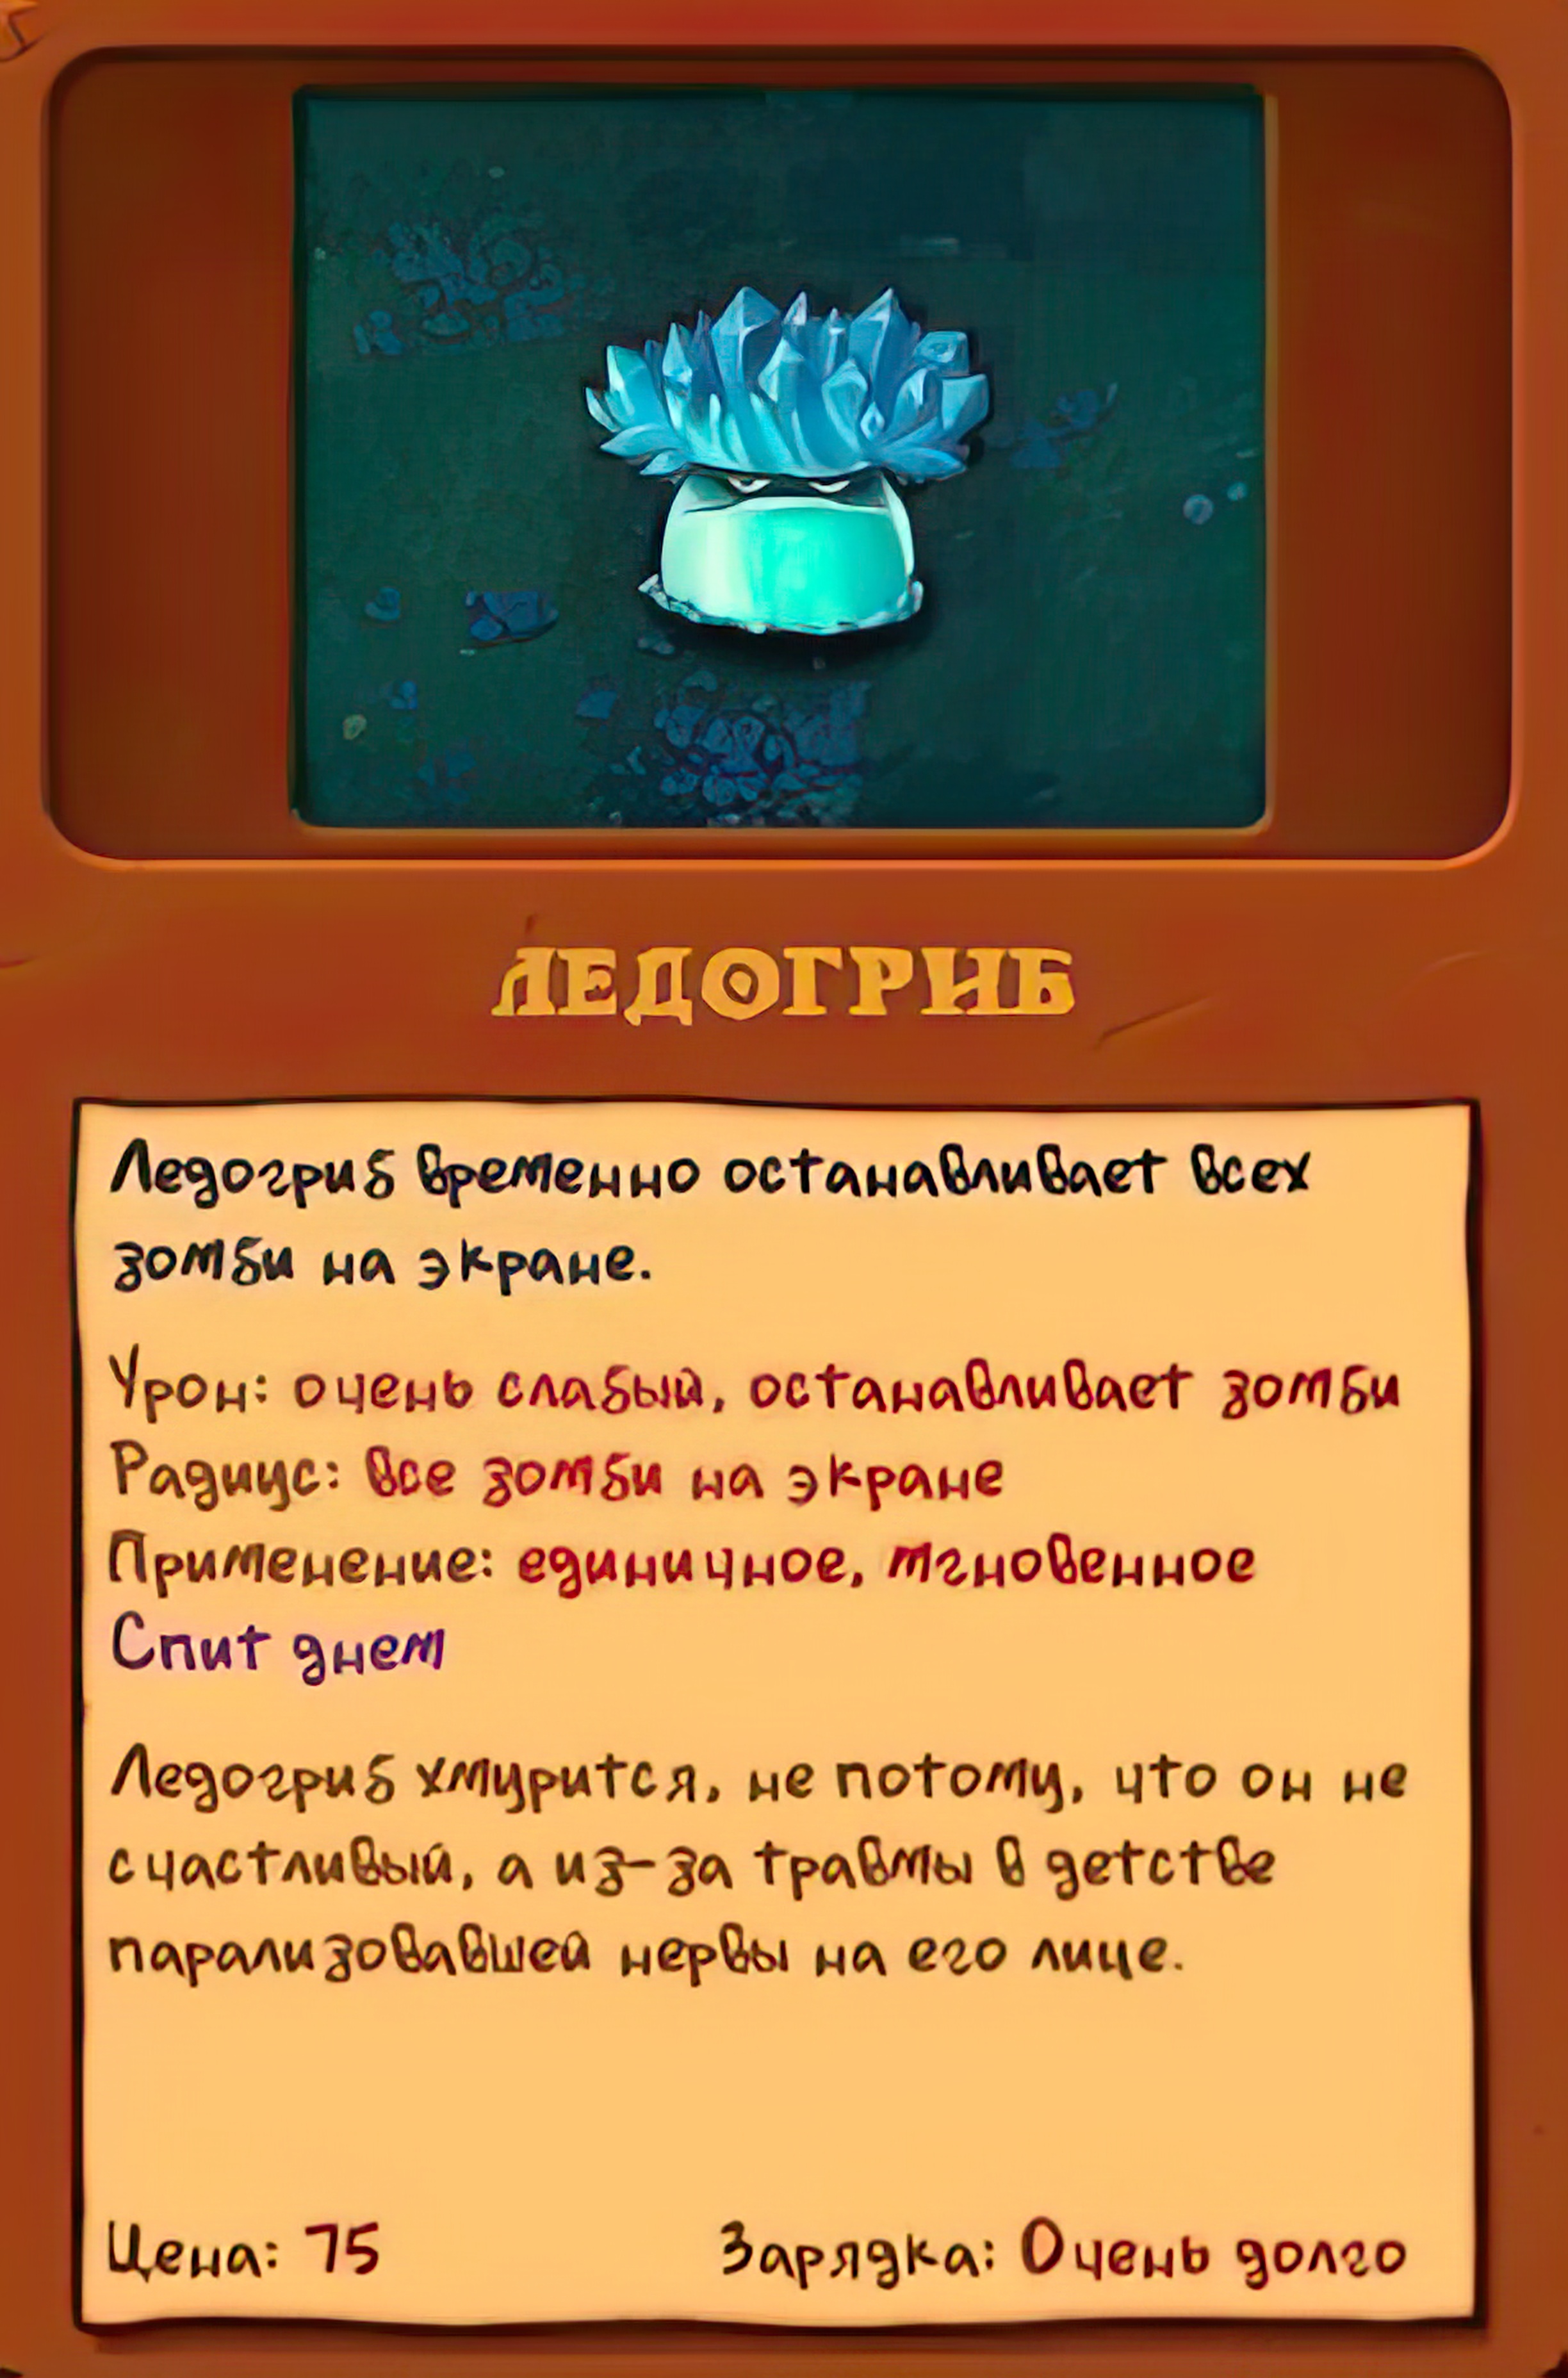 ЛЕДОГРИБ
Ледогриб временно останавливает всех
зомби на экране.
Урон: очень слабый, останавливает зомби
Радиус: все зомби на экране
Применение: единичное, мгновенное
Спит днем
Ледогриб хмурится, не потому, что он не
счастливый, а из-за травмы в детстве
парализовавшей нервы на его лице.
Цена: 75 Зарядка: Очень долго